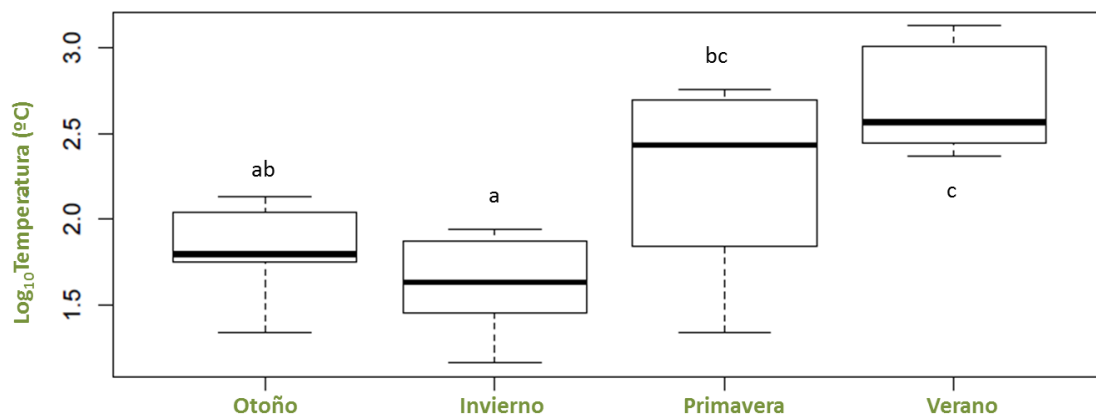 Log₁₀Temperatura (ºC)
3.0
2.5
2.0
1.5
ab
a
bc
c
Otoño
Invierno
Primavera
Verano